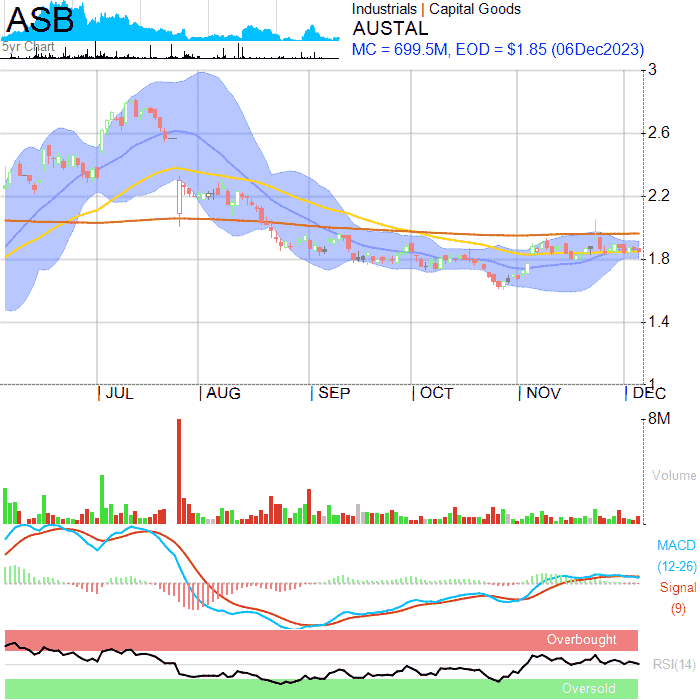 ASB
5yr Chart
Industrials | Capital Goods
AUSTAL
MC = 699.5M, EOD = $1.85 (06Dec2023)
3
2.6
2.2
1.8
1.4
1
JUL
AUG
SEP
OCT
NOV
DEC
8M
Volume
MACD
(12-26)
Signal
(9)
Overbought
RSI(14)
Oversold